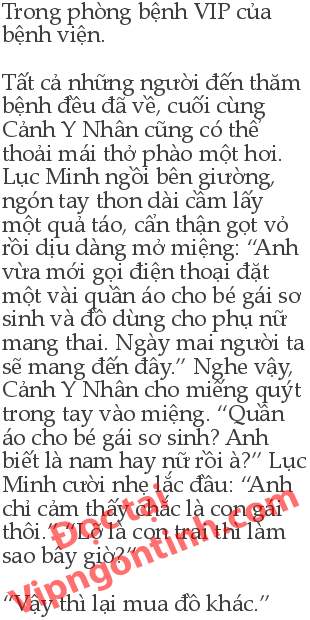 Trong phòng bệnh VIP của
bệnh viện.
Tất cả những người đến thăm
bệnh đều đã về, cuối cùng
Cảnh Y Nhân cũng có thể
thoải mái thở phào một hơi.
Lục Minh ngồi bên giường,
ngón tay thon dài cầm lấy
một quả táo, cẩn thận gọt vỏ
rồi dịu dàng mở miệng: “Anh
vừa mới gọi điện thoại đặt
một vài quần áo cho bé gái sơ
sinh và đồ dùng cho phụ nữ
mang thai. Ngày mai người ta
sẽ mang đến đây.” Nghe vậy,
Cảnh Y Nhân cho miếng quýt
trong tay vào miệng. “Quần
áo cho bé gái sơ sinh? Anh
biết là nam hay nữ rồi à?” Lục
Minh cười nhẹ lắc đầu: “Anh
chỉ cảm thấy chắc là con gái
thôi.” “Lỡ là con trai thì làm
sao bây giờ?”
“Vậy thì lại mua đồ khác.”
Đọc tại
Vipngontinh.com